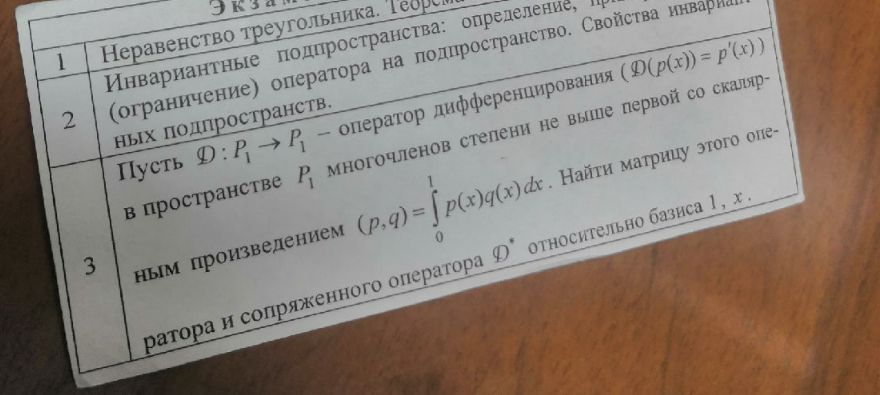 Экзам
1 Неравенство треугольника. Теорема
2 Инвариантные подпространства: определение,
(ограничение) оператора на подпространство. Свойства инвариант-
ных подпространств.
3 Пусть 𝒟 : P₁ → P₁ – оператор дифференцирования ( 𝒟(p(x)) = p′(x) )
в пространстве P₁ многочленов степени не выше первой со скаляр-
ным произведением (p,q) = ∫₀¹ p(x)q(x) dx . Найти матрицу этого опе-
ратора и сопряженного оператора 𝒟* относительно базиса 1 , x .